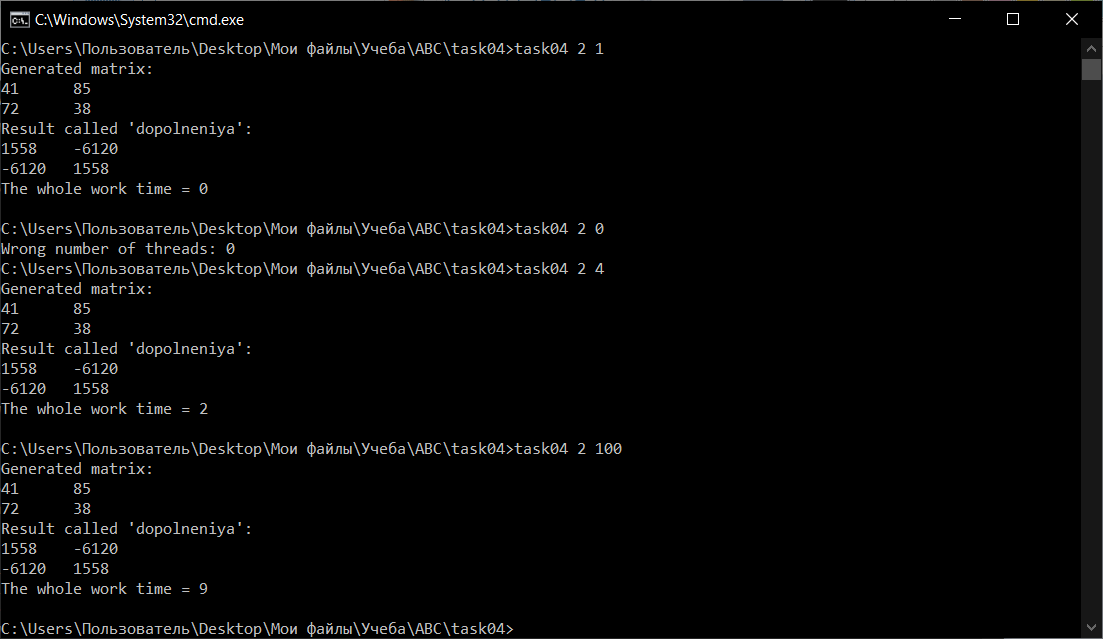 C:\Windows\System32\cmd.exe
C:\Users\Пользователь\Desktop\Мои файлы\Учеба\АВС\task04>task04 2 1
Generated matrix:
41      85
72      38
Result called 'dopolneniya':
1558    -6120
-6120   1558
The whole work time = 0
C:\Users\Пользователь\Desktop\Мои файлы\Учеба\АВС\task04>task04 2 0
Wrong number of threads: 0
C:\Users\Пользователь\Desktop\Мои файлы\Учеба\АВС\task04>task04 2 4
Generated matrix:
41      85
72      38
Result called 'dopolneniya':
1558    -6120
-6120   1558
The whole work time = 2
C:\Users\Пользователь\Desktop\Мои файлы\Учеба\АВС\task04>task04 2 100
Generated matrix:
41      85
72      38
Result called 'dopolneniya':
1558    -6120
-6120   1558
The whole work time = 9
C:\Users\Пользователь\Desktop\Мои файлы\Учеба\АВС\task04>